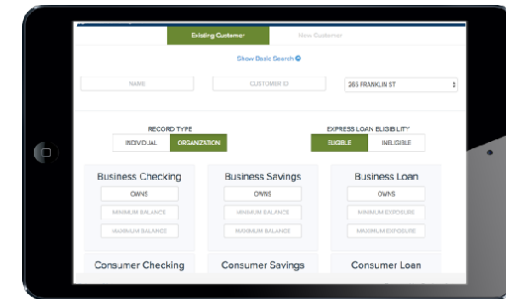 Existing Customer New Customer
Show Basic Search
NAME CUSTOMER ID 265 FRANKLIN ST
RECORD TYPE EXPRESS LOAN ELIGIBILITY
INDIVIDUAL ORGANIZATION ELIGIBLE INELIGIBLE
Business Checking Business Savings Business Loan
OWNS OWNS OWNS
MINIMUM BALANCE MINIMUM BALANCE MINIMUM EXPOSURE
MAXIMUM BALANCE MAXIMUM BALANCE MAXIMUM EXPOSURE
Consumer Checking Consumer Savings Consumer Loan